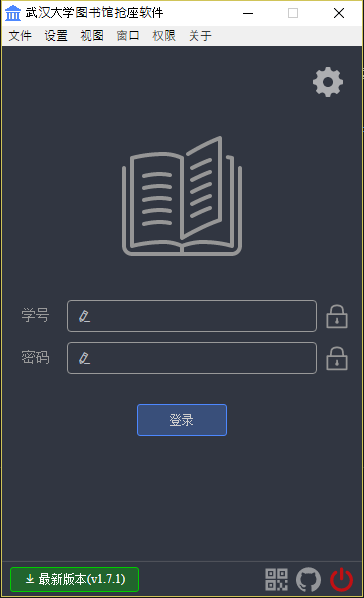 武汉大学图书馆抢座软件
文件 设置 视图 窗口 权限 关于
学号
密码
登录
最新版本(v1.7.1)